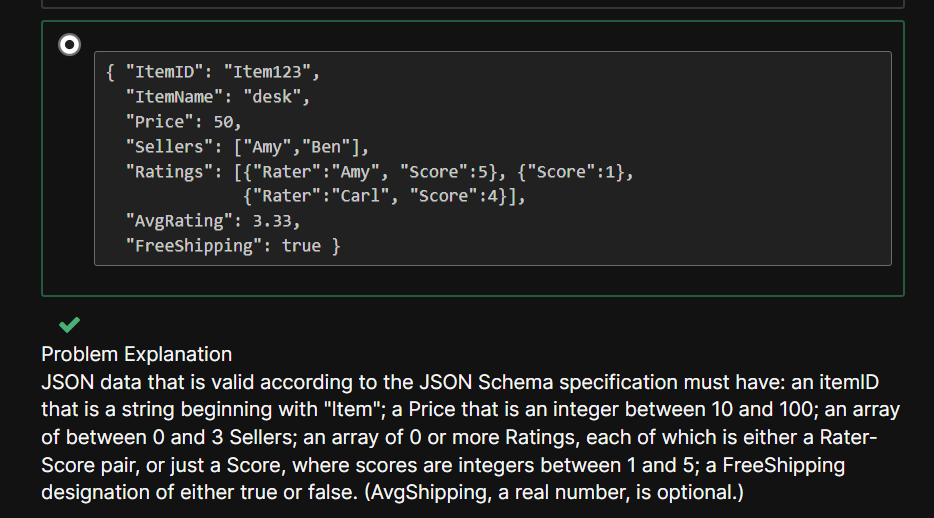 { "ItemID": "Item123",
"ItemName": "desk",
"Price": 50,
"Sellers": ["Amy","Ben"],
"Ratings": [{"Rater":"Amy", "Score":5}, {"Score":1},
{"Rater":"Carl", "Score":4}],
"AvgRating": 3.33,
"FreeShipping": true }
Problem Explanation
JSON data that is valid according to the JSON Schema specification must have: an itemID
that is a string beginning with "Item"; a Price that is an integer between 10 and 100; an array
of between 0 and 3 Sellers; an array of 0 or more Ratings, each of which is either a Rater-
Score pair, or just a Score, where scores are integers between 1 and 5; a FreeShipping
designation of either true or false. (AvgShipping, a real number, is optional.)